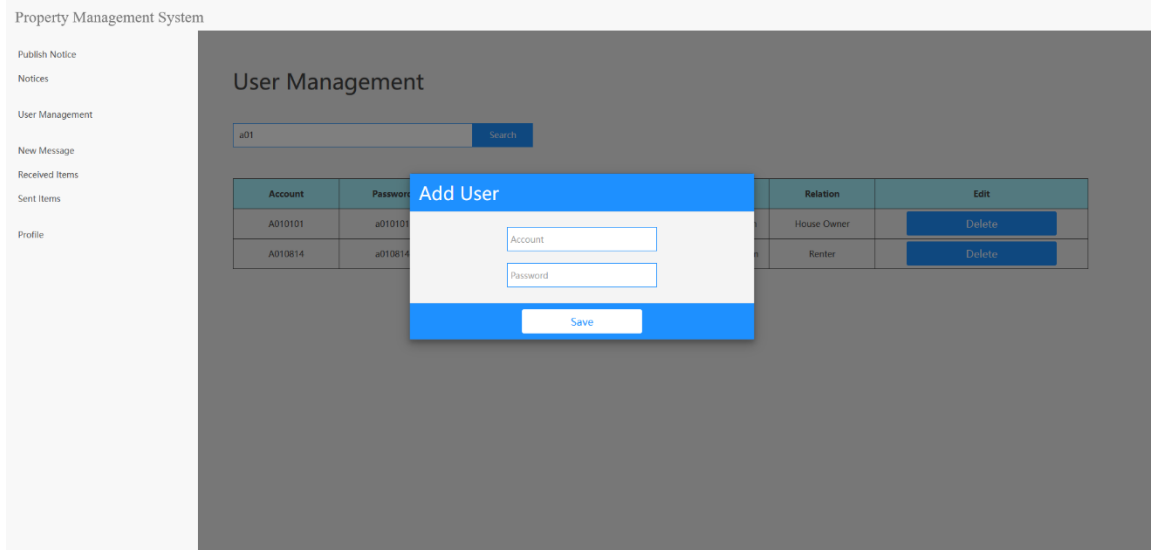 Property Management System
Publish Notice
Notices
User Management
New Message
Received Items
Sent Items
Profile
User Management
a01 Search
Account Relation Edit
A010101 a010101 House Owner Delete
A010814 a010814 Renter Delete
Add User
Account
Password
Save